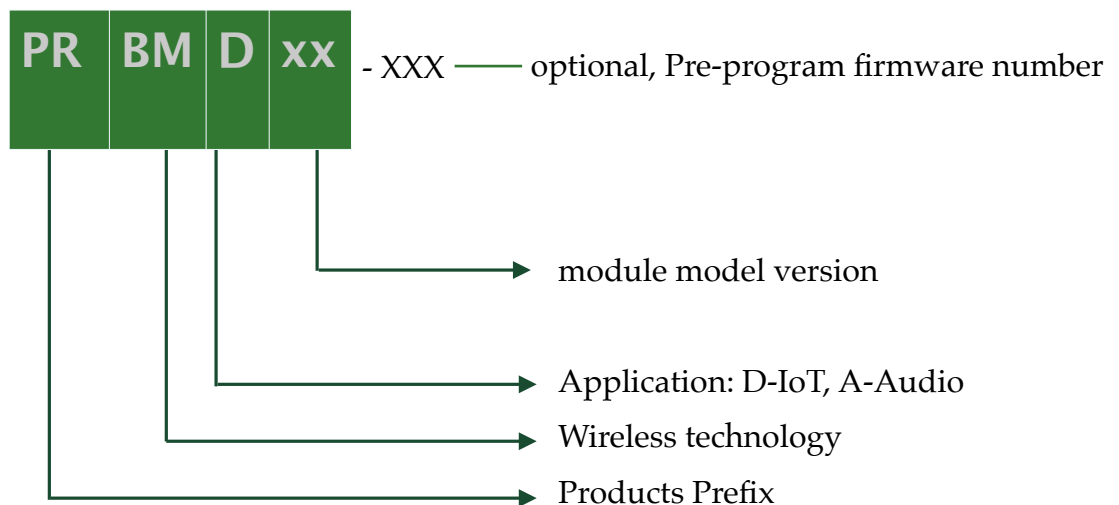 PR BM D xx - XXX optional, Pre-program firmware number
module model version
Application: D-IoT, A-Audio
Wireless technology
Products Prefix